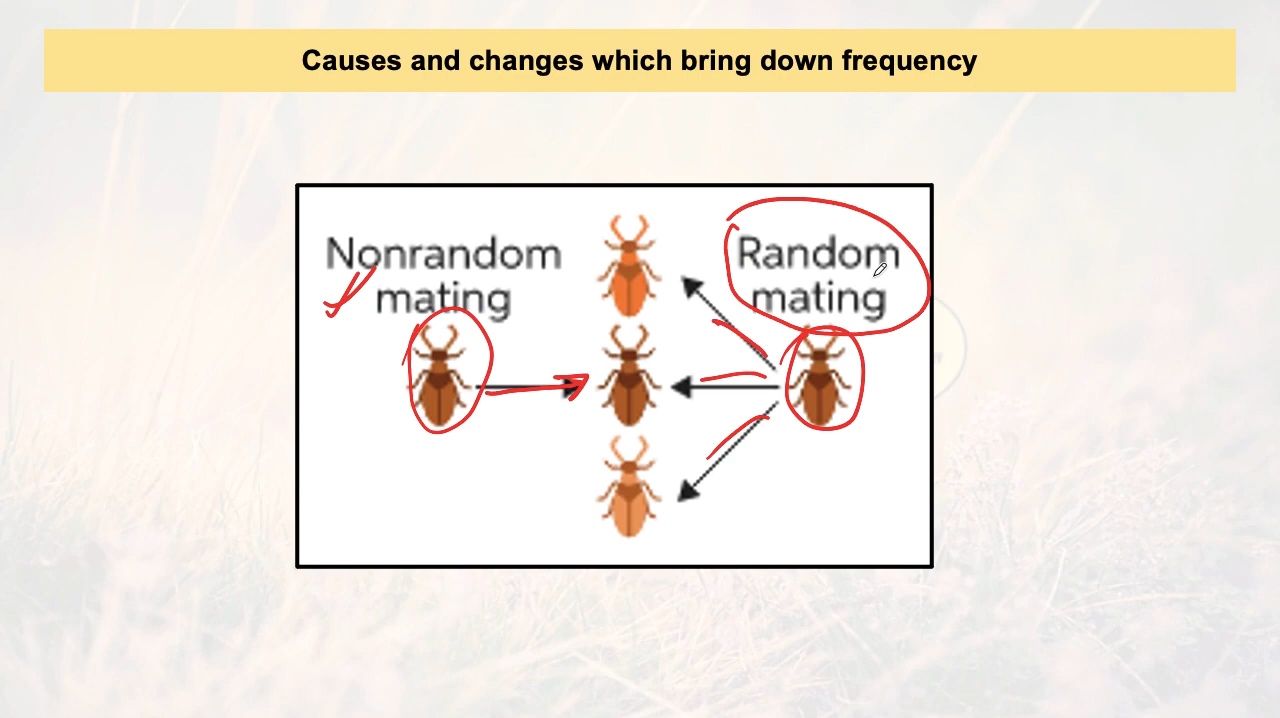 Causes and changes which bring down frequency
Nonrandom
mating
Random
mating